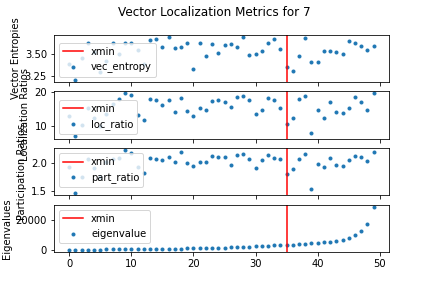 Vector Localization Metrics for 7
Vector Entropies
3.50
3.25
xmin
vec_entropy
Localization Ratios
20
10
xmin
loc_ratio
Participation Ratios
2.0
1.5
xmin
part_ratio
Eigenvalues
20000
0
xmin
eigenvalue
0 10 20 30 40 50